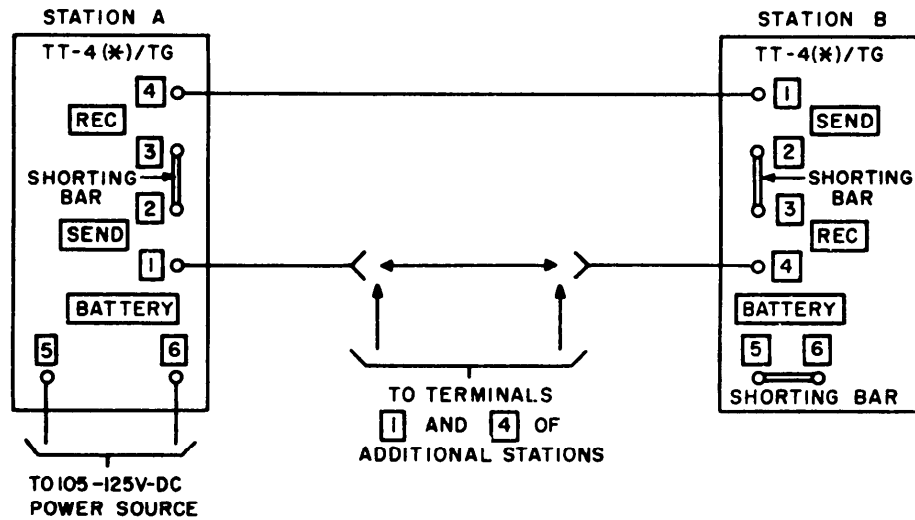 STATION A
TT-4(*)/TG
4
REC
3
SHORTING
BAR
2
SEND
1
BATTERY
5 6
TO 105-125V-DC
POWER SOURCE
TO TERMINALS
1 AND 4 OF
ADDITIONAL STATIONS
STATION B
TT-4(*)/TG
1
SEND
2
SHORTING
BAR
3
REC
4
BATTERY
5 6
SHORTING BAR